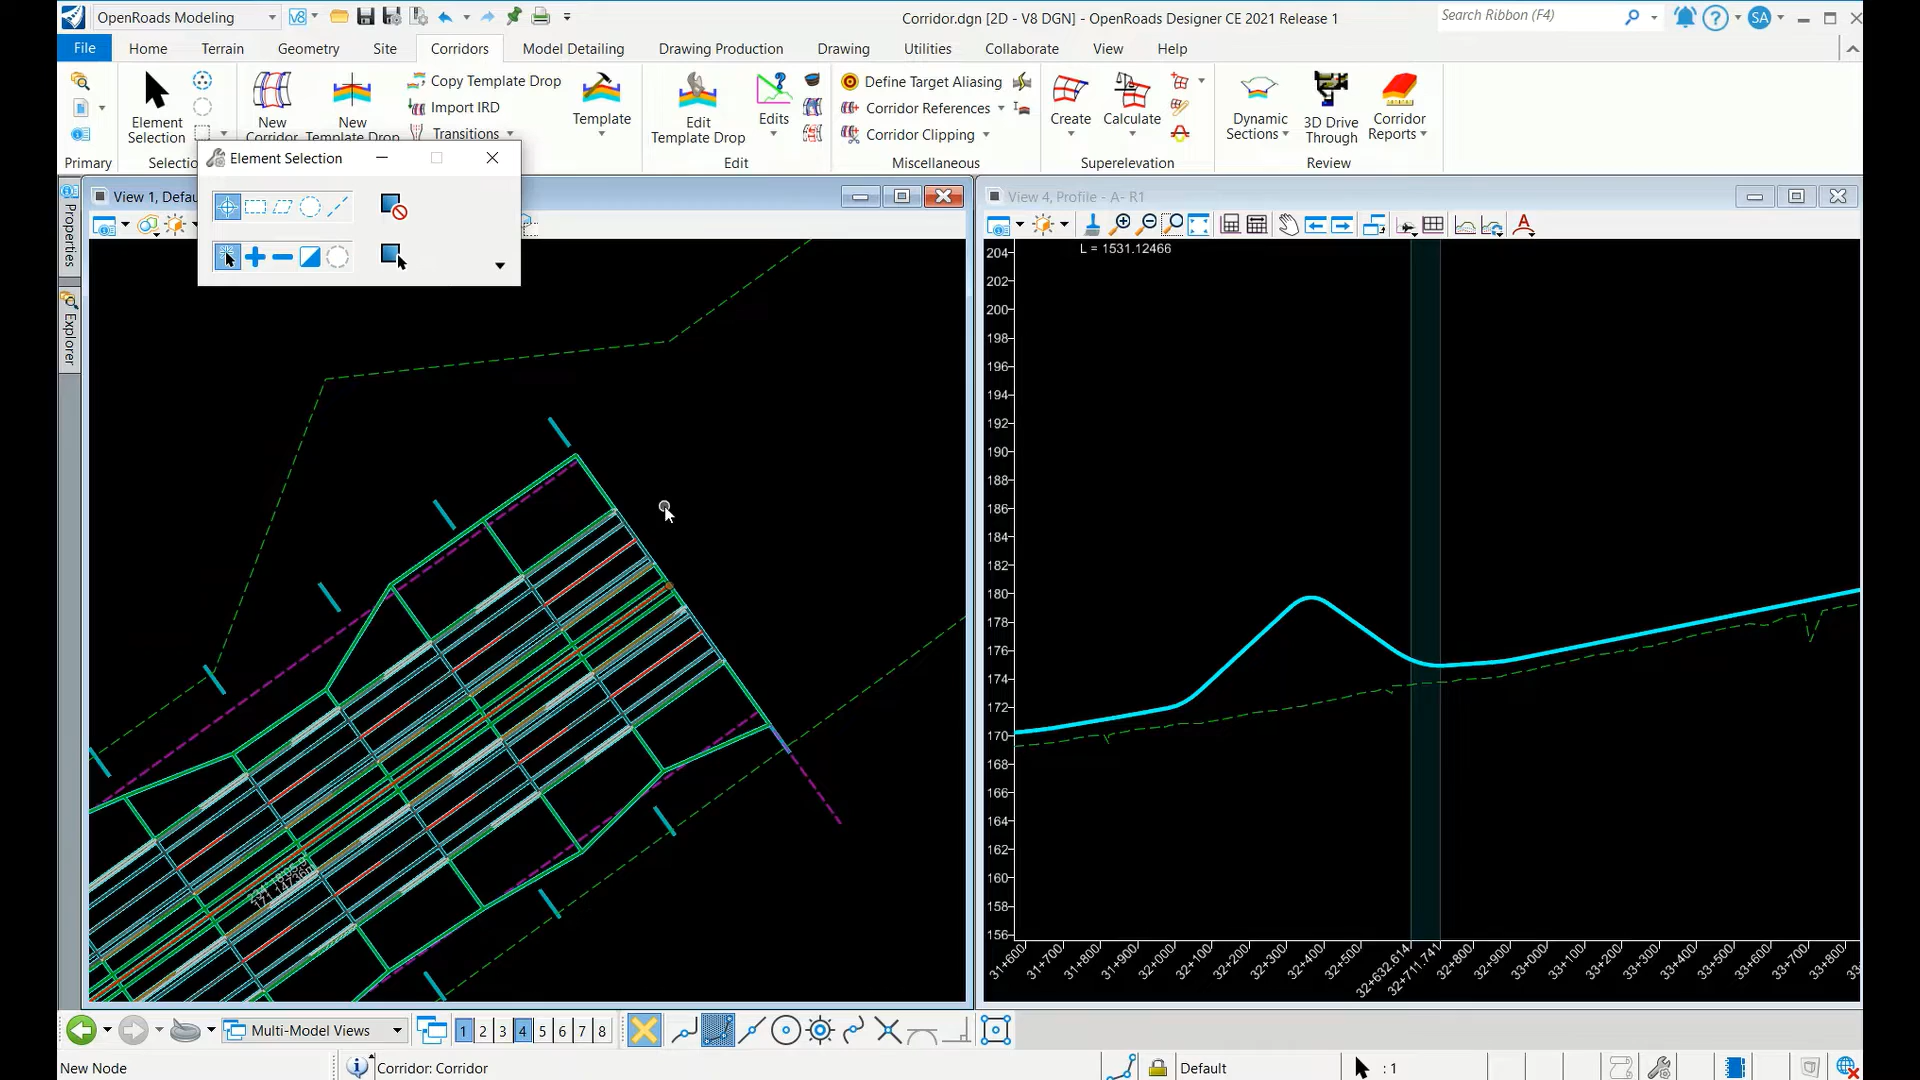 OpenRoads Modeling
Corridor.dgn [2D - V8 DGN] - OpenRoads Designer CE 2021 Release 1
Search Ribbon (F4)
SA
File Home Terrain Geometry Site Corridors Model Detailing Drawing Production Drawing Utilities Collaborate View Help
Element Selection
New Corridor
New Template Drop
Copy Template Drop
Import IRD
Transitions
Template
Edit Template Drop
Edits
Define Target Aliasing
Corridor References
Corridor Clipping
Create
Calculate
Dynamic Sections
3D Drive Through
Corridor Reports
Primary
Edit
Miscellaneous
Superelevation
Review
Element Selection
Properties
Explorer
View 1, Defau
View 4, Profile - A- R1
L = 1531.12466
204
202
200
198
196
194
192
190
188
186
184
182
180
178
176
174
172
170
168
166
164
162
160
158
156
31+600
31+700
31+800
31+900
32+000
32+100
32+200
32+300
32+400
32+500
32+632.614
32+711.741
32+800
32+900
33+000
33+100
33+200
33+300
33+400
33+500
33+600
33+700
33+800
Multi-Model Views
1 2 3 4 5 6 7 8
New Node
Corridor: Corridor
Default
: 1